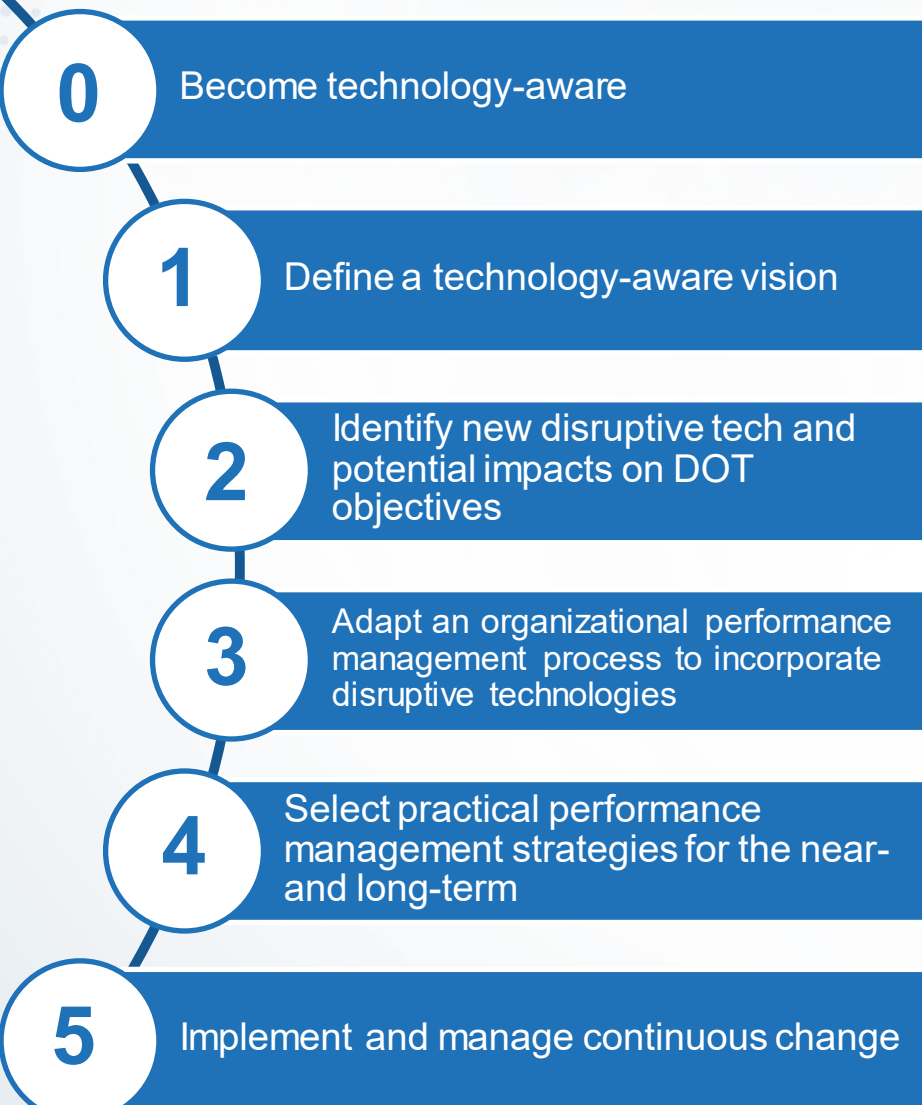 0
Become technology-aware
1
Define a technology-aware vision
2
Identify new disruptive tech and
potential impacts on DOT
objectives
3
Adapt an organizational performance
management process to incorporate
disruptive technologies
4
Select practical performance
management strategies for the near-
and long-term
5
Implement and manage continuous change